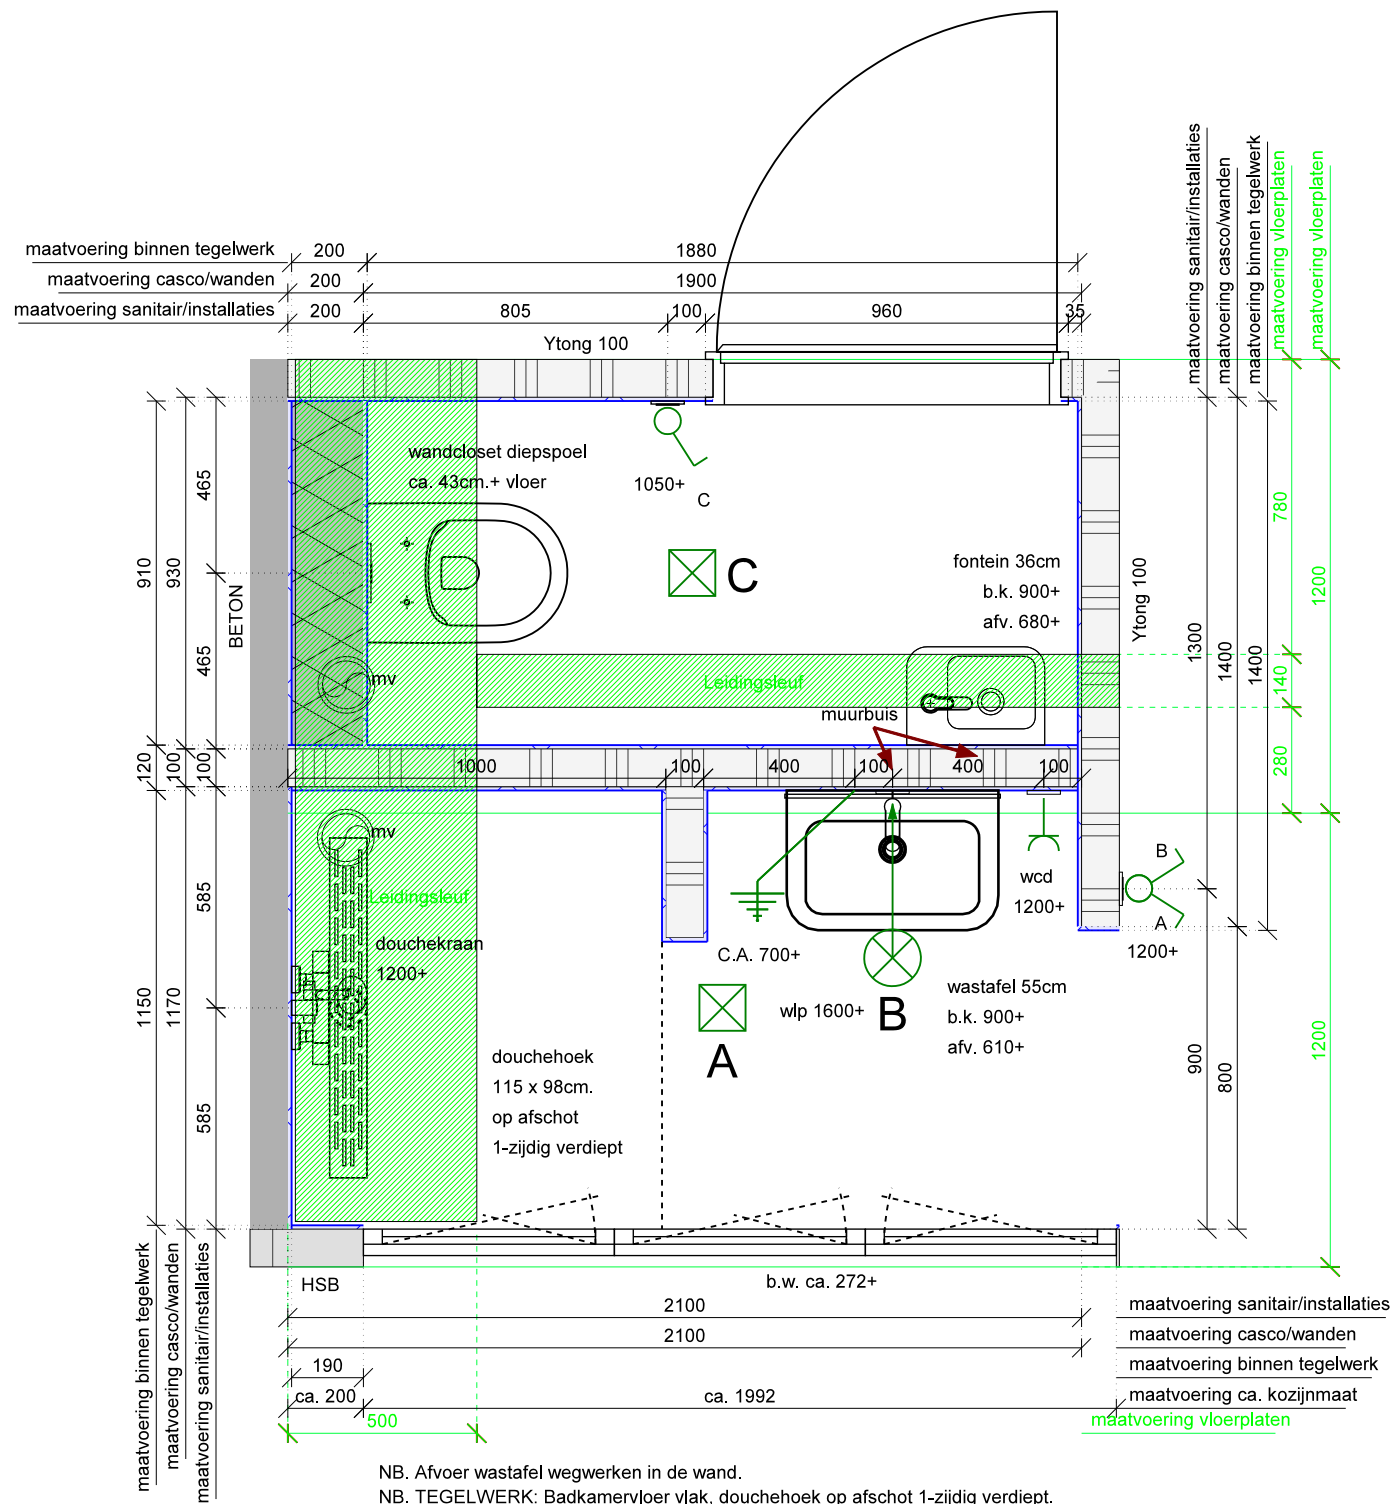 maatvoering binnen tegelwerk
200
1880
maatvoering casco/wanden
200
1900
maatvoering sanitair/installaties
200
805
100
960
35
maatvoering sanitair/installaties
maatvoering casco/wanden
maatvoering binnen tegelwerk
maatvoering vloerplaten
maatvoering vloerplaten
Ytong 100
wandcloset diepspoel
ca. 43cm.+ vloer
1050+
C
C
fontein 36cm
b.k. 900+
afv. 680+
Ytong 100
BETON
910
930
465
465
mv
Leidingsleuf
muurbuis
1300
1400
1400
780
140
280
1200
120
100
100
1000
100
400
100
400
100
mv
Leidingsleuf
douchekraan
1200+
wcd
1200+
B
A
1200+
C.A. 700+
A
wlp 1600+
B
wastafel 55cm
b.k. 900+
afv. 610+
douchehoek
115 x 98cm.
op afschot
1-zijdig verdiept
1150
1170
585
585
900
800
1200
HSB
b.w. ca. 272+
2100
maatvoering sanitair/installaties
2100
maatvoering casco/wanden
190
maatvoering binnen tegelwerk
ca. 200
ca. 1992
maatvoering ca. kozijnmaat
500
maatvoering vloerplaten
maatvoering binnen tegelwerk
maatvoering casco/wanden
maatvoering sanitair/installaties
NB. Afvoer wastafel wegwerken in de wand.
NB. TEGELWERK: Badkamervloer vlak, douchehoek op afschot 1-zijdig verdiept.